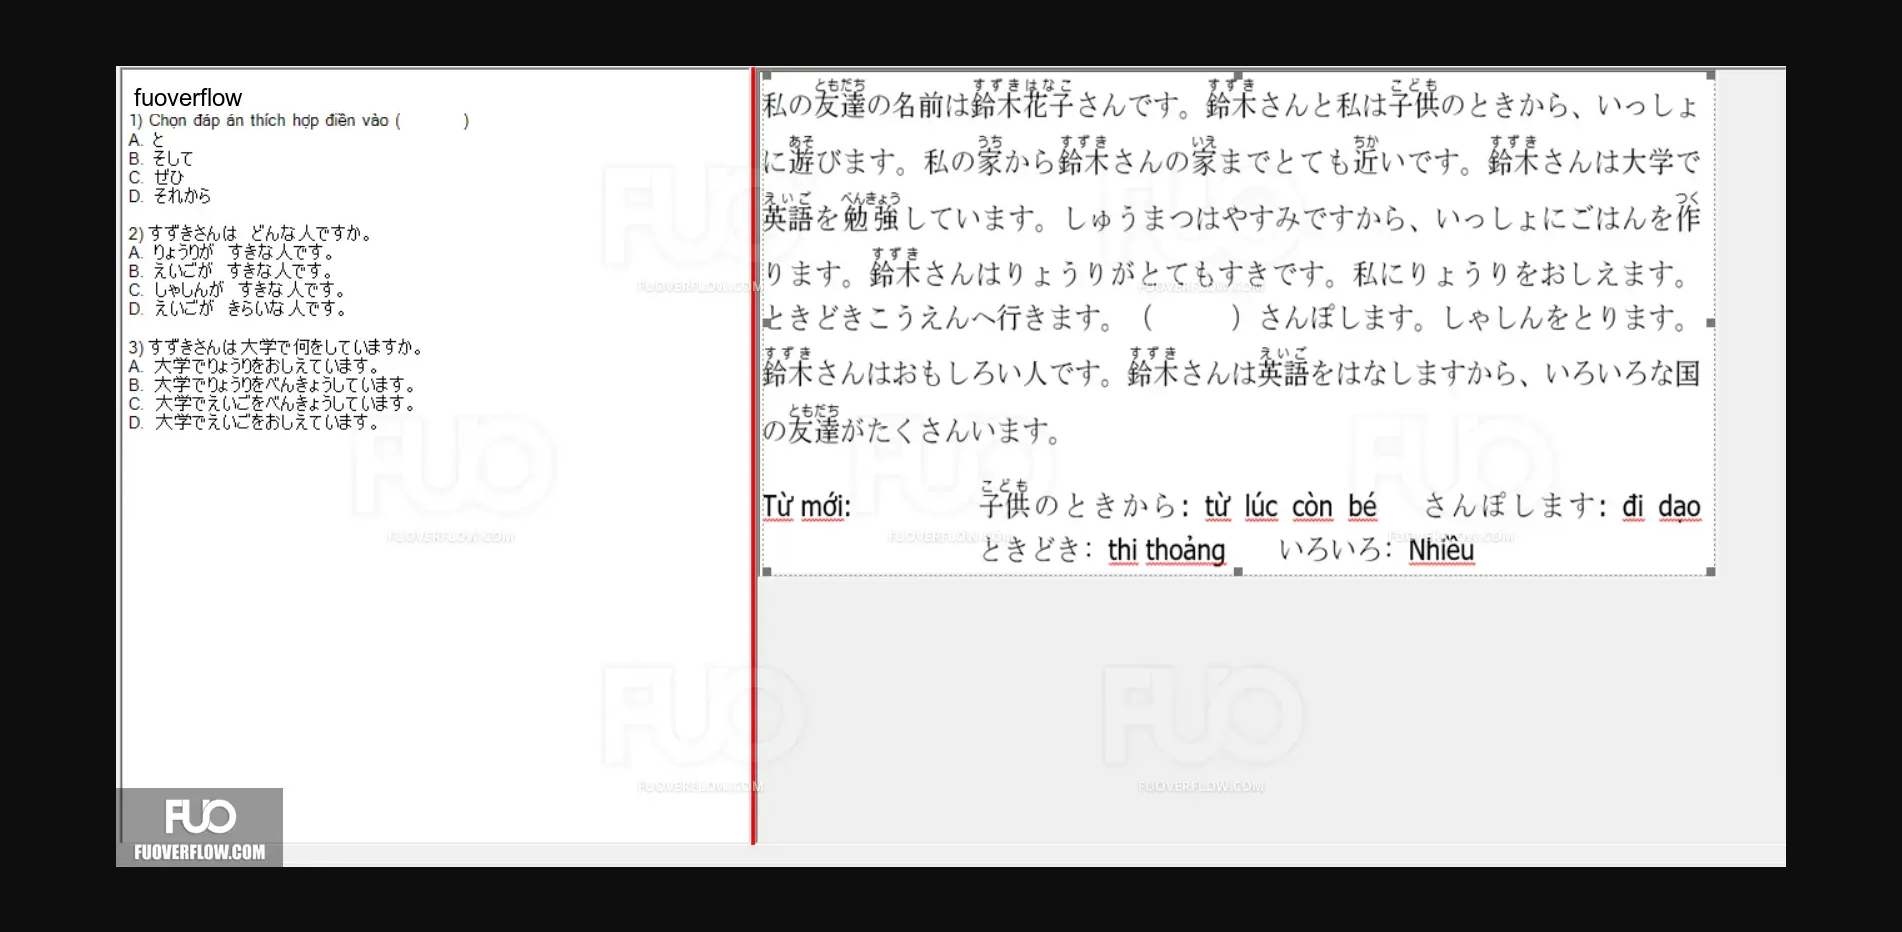 fuoverflow
1) Chọn đáp án thích hợp điền vào (　　　)
A. と
B. そして
C. ぜひ
D. それから
2) すずきさんは　どんな人ですか。
A. りょうりが　すきな人です。
B. えいごが　すきな人です。
C. しゃしんが　すきな人です。
D. えいごが　きらいな人です。
3) すずきさんは大学で何をしていますか。
A. 大学でりょうりをおしえています。
B. 大学でりょうりをべんきょうしています。
C. 大学でえいごをべんきょうしています。
D. 大学でえいごをおしえています。
ともだち すずきはなこ すずき こども
私の友達の名前は鈴木花子さんです。鈴木さんと私は子供のときから、いっしょ
あそ うち すずき いえ ちか すずき
に遊びます。私の家から鈴木さんの家までとても近いです。鈴木さんは大学で
えいご べんきょう つく
英語を勉強しています。しゅうまつはやすみですから、いっしょにごはんを作
すずき
ります。鈴木さんはりょうりがとてもすきです。私にりょうりをおしえます。
ときどきこうえんへ行きます。（　　　）さんぽします。しゃしんをとります。
すずき すずき えいご
鈴木さんはおもしろい人です。鈴木さんは英語をはなしますから、いろいろな国
ともだち
の友達がたくさんいます。
こども
Từ mới: 子供のときから: từ lúc còn bé さんぽします: đi dạo
ときどき: thi thoảng いろいろ: Nhiều
FUO
FUOVERFLOW.COM
FUO
FUOVERFLOW.COM
FUO
FUOVERFLOW.COM
FUO
FUOVERFLOW.COM
FUO
FUOVERFLOW.COM
FUO
FUOVERFLOW.COM
FUO
FUOVERFLOW.COM
FUO
FUOVERFLOW.COM